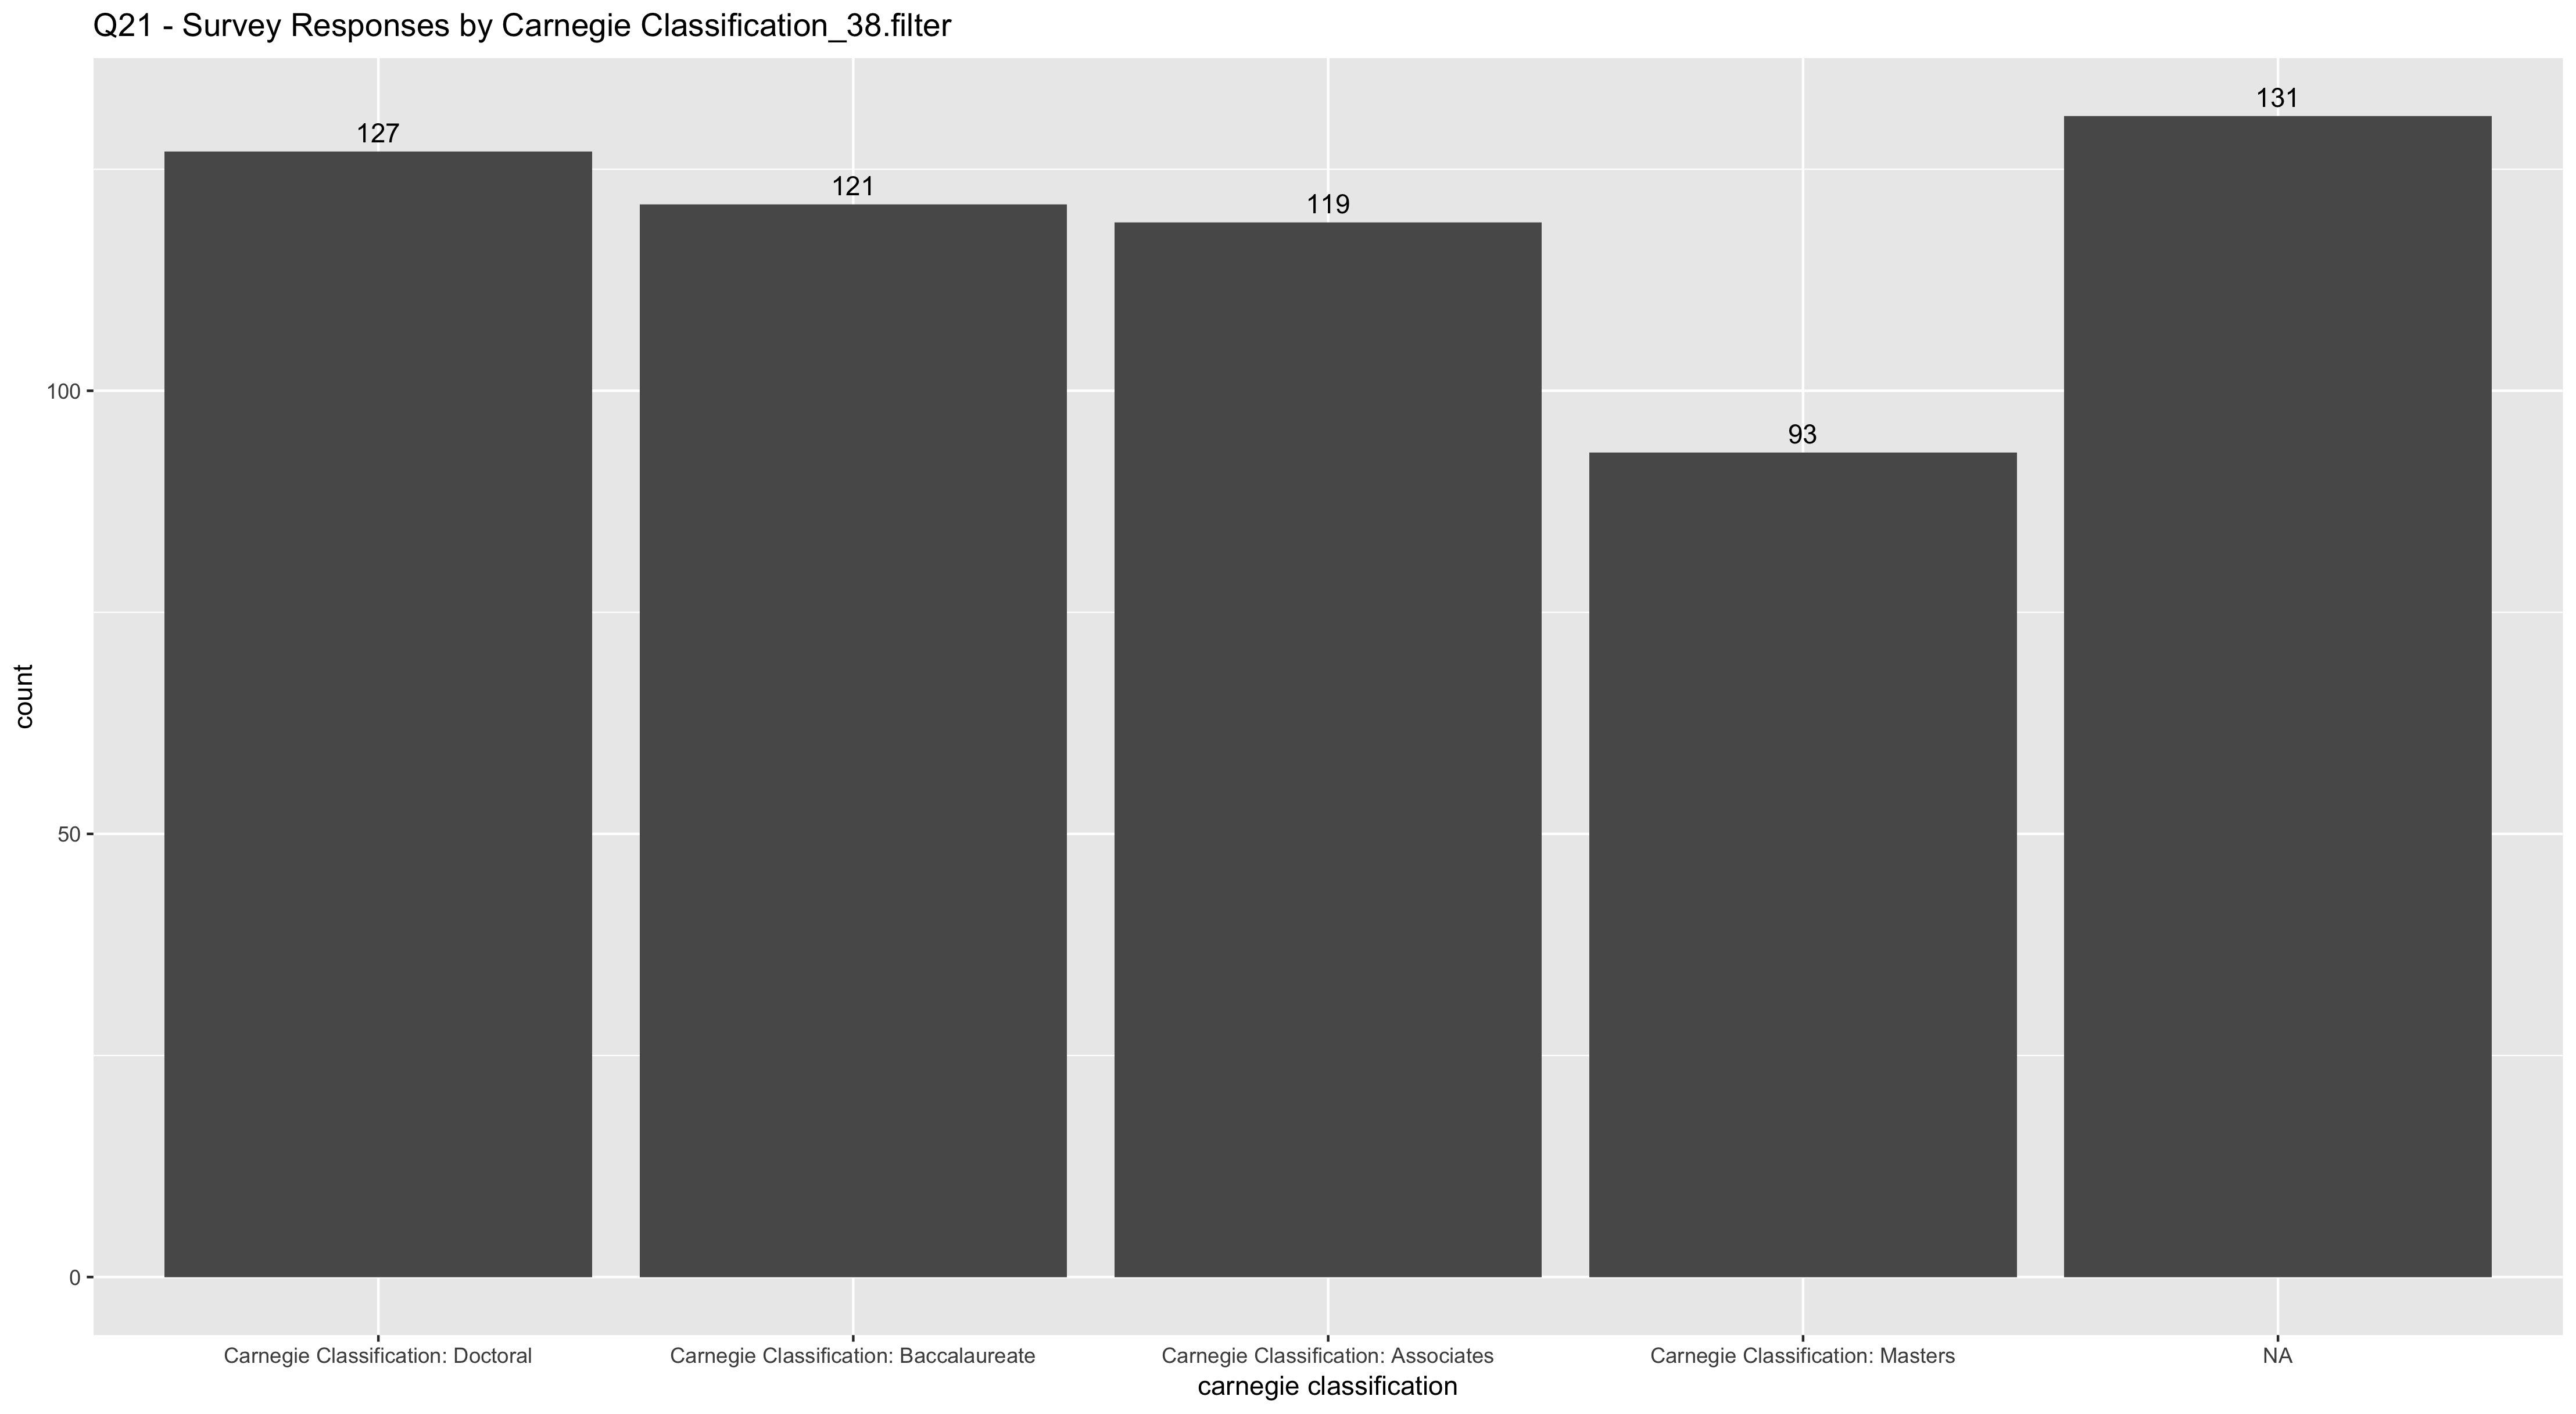 Q21 - Survey Responses by Carnegie Classification_38.filter
131
127
121
119
93
100
50
0
count
Carnegie Classification: Doctoral
Carnegie Classification: Baccalaureate
Carnegie Classification: Associates
Carnegie Classification: Masters
NA
carnegie classification